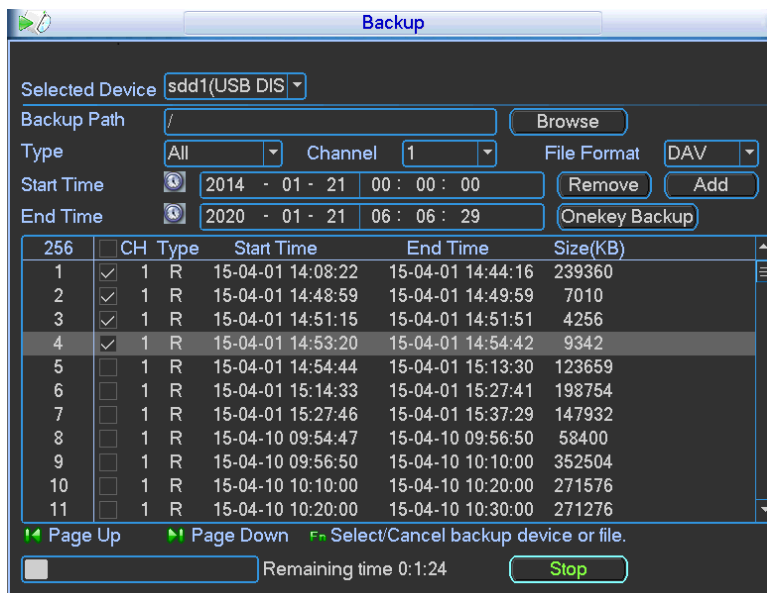 Backup
Selected Device sdd1(USB DIS
Backup Path / Browse
Type All Channel 1 File Format DAV
Start Time 2014 - 01 - 21 00 : 00 : 00 Remove Add
End Time 2020 - 01 - 21 06 : 06 : 29 Onekey Backup
256 CH Type Start Time End Time Size(KB)
1 1 R 15-04-01 14:08:22 15-04-01 14:44:16 239360
2 1 R 15-04-01 14:48:59 15-04-01 14:49:59 7010
3 1 R 15-04-01 14:51:15 15-04-01 14:51:51 4256
4 1 R 15-04-01 14:53:20 15-04-01 14:54:42 9342
5 1 R 15-04-01 14:54:44 15-04-01 15:13:30 123659
6 1 R 15-04-01 15:14:33 15-04-01 15:27:41 198754
7 1 R 15-04-01 15:27:46 15-04-01 15:37:29 147932
8 1 R 15-04-10 09:54:47 15-04-10 09:56:50 58400
9 1 R 15-04-10 09:56:50 15-04-10 10:10:00 352504
10 1 R 15-04-10 10:10:00 15-04-10 10:20:00 271576
11 1 R 15-04-10 10:20:00 15-04-10 10:30:00 271276
Page Up Page Down Fn Select/Cancel backup device or file.
Remaining time 0:1:24 Stop